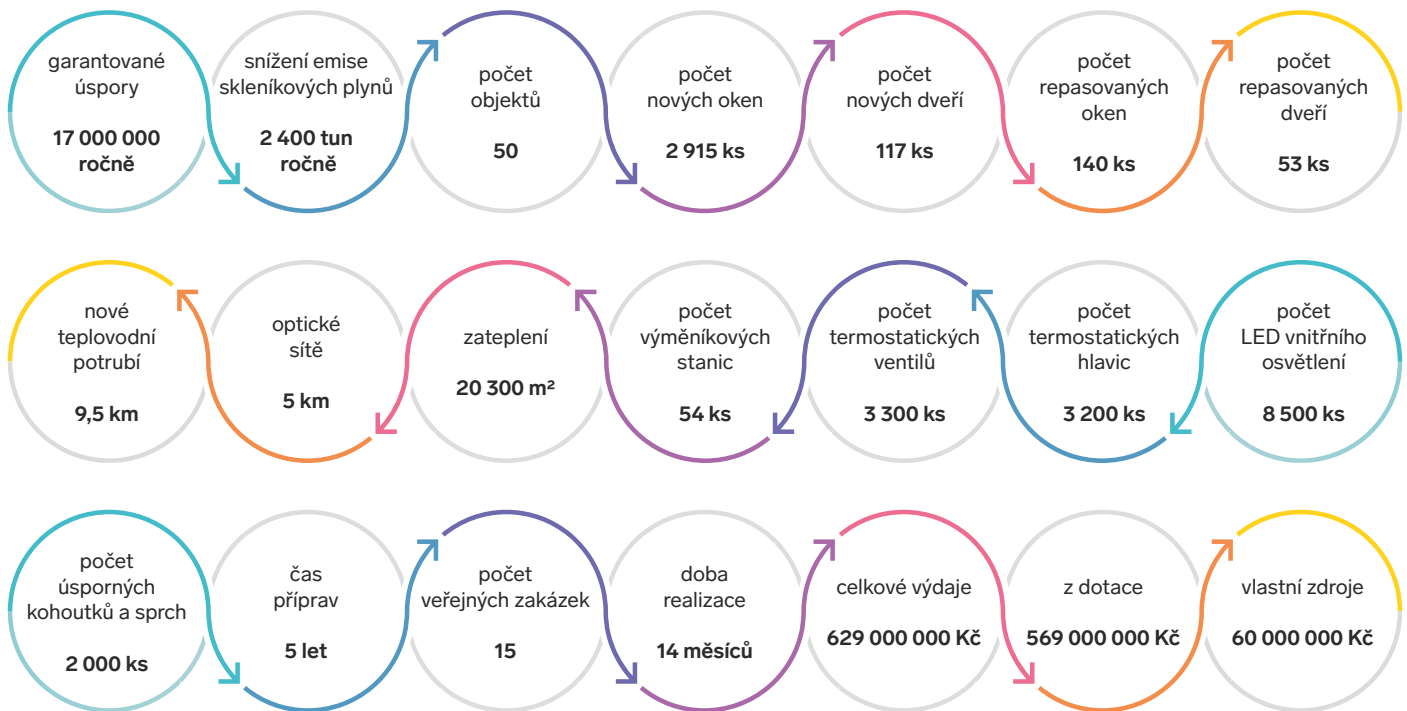 garantované
úspory
17 000 000
ročně
snížení emise
skleníkových plynů
2 400 tun
ročně
počet
objektů
50
počet
nových oken
2 915 ks
počet
nových dveří
117 ks
počet
repasovaných
oken
140 ks
počet
repasovaných
dveří
53 ks
nové
teplovodní
potrubí
9,5 km
optické
sítě
5 km
zateplení
20 300 m²
počet
výměníkových
stanic
54 ks
počet
termostatických
ventilů
3 300 ks
počet
termostatických
hlavic
3 200 ks
počet
LED vnitřního
osvětlení
8 500 ks
počet
úsporných
kohoutků a sprch
2 000 ks
čas
příprav
5 let
počet
veřejných zakázek
15
doba
realizace
14 měsíců
celkové výdaje
629 000 000 Kč
z dotace
569 000 000 Kč
vlastní zdroje
60 000 000 Kč